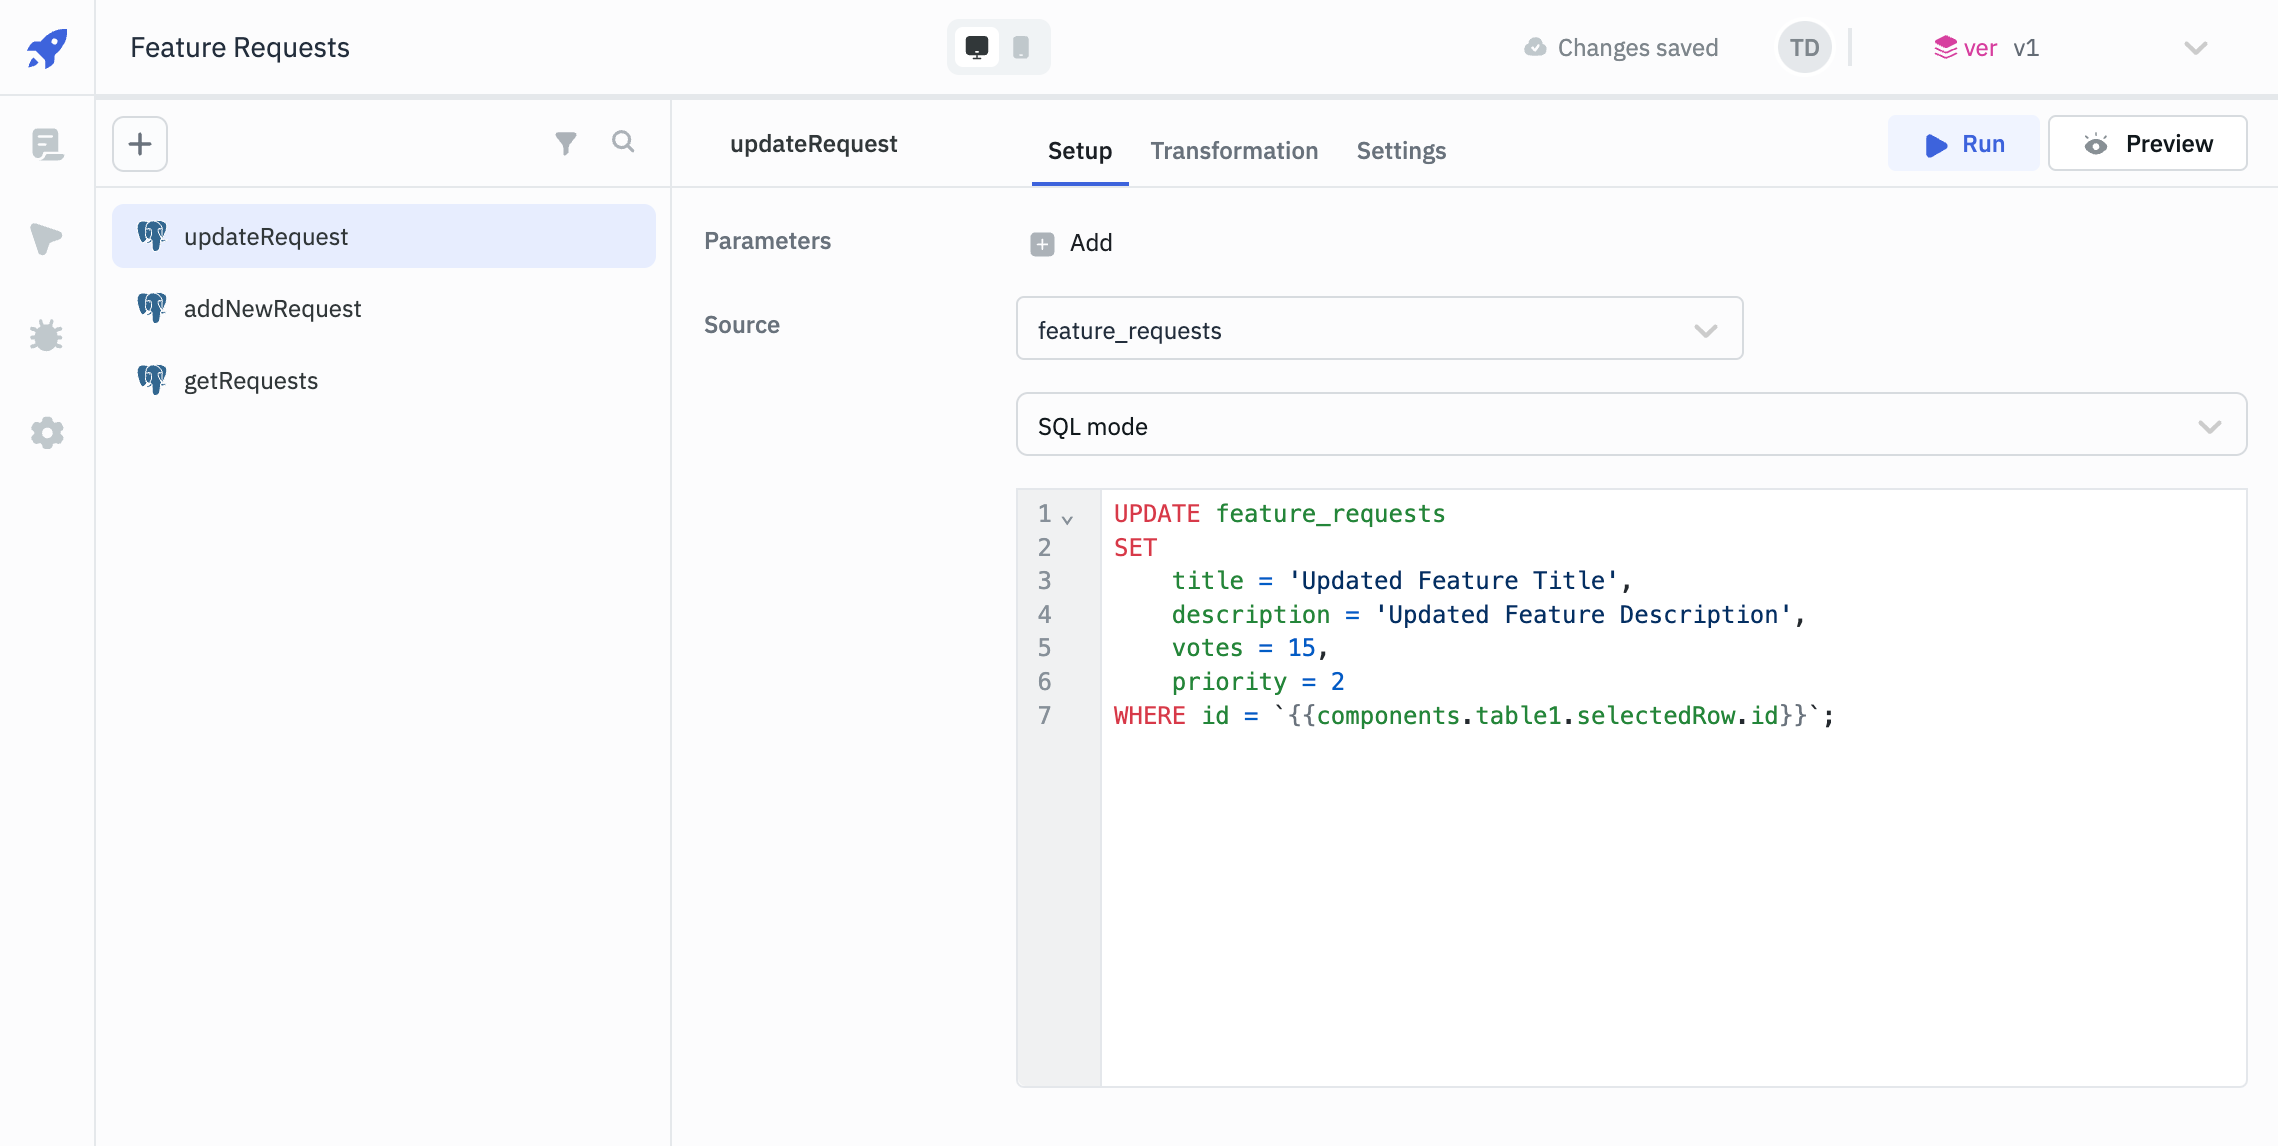 Feature Requests
Changes saved
TD
ver v1
updateRequest
Setup
Transformation
Settings
Run
Preview
updateRequest
addNewRequest
getRequests
Parameters
Add
Source
feature_requests
SQL mode
1 UPDATE feature_requests
2 SET
3     title = 'Updated Feature Title',
4     description = 'Updated Feature Description',
5     votes = 15,
6     priority = 2
7 WHERE id = `{{components.table1.selectedRow.id}}`;